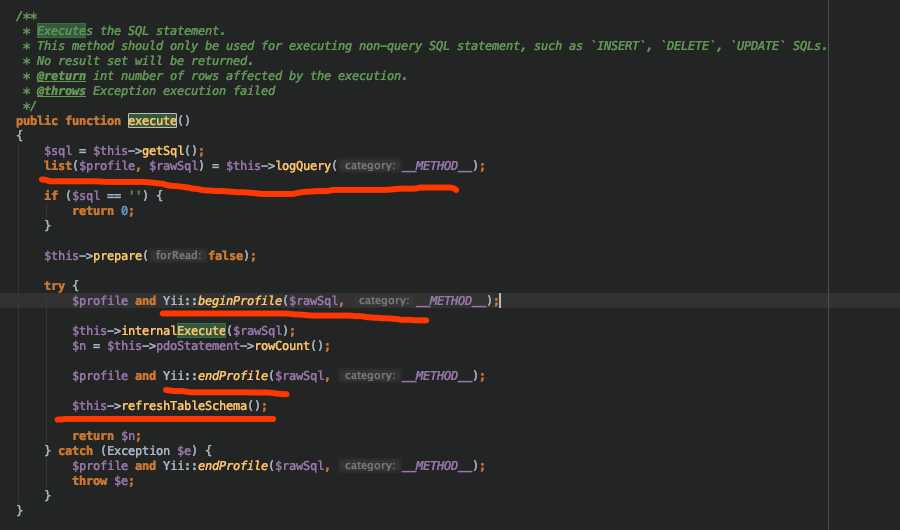 /**
* Executes the SQL statement.
* This method should only be used for executing non-query SQL statement, such as `INSERT`, `DELETE`, `UPDATE` SQLs.
* No result set will be returned.
* @return int number of rows affected by the execution.
* @throws Exception execution failed
*/
public function execute()
{
$sql = $this->getSql();
list($profile, $rawSql) = $this->logQuery( category: __METHOD__);
if ($sql == '') {
return 0;
}
$this->prepare( forRead: false);
try {
$profile and Yii::beginProfile($rawSql, category: __METHOD__);
$this->internalExecute($rawSql);
$n = $this->pdoStatement->rowCount();
$profile and Yii::endProfile($rawSql, category: __METHOD__);
$this->refreshTableSchema();
return $n;
} catch (Exception $e) {
$profile and Yii::endProfile($rawSql, category: __METHOD__);
throw $e;
}
}